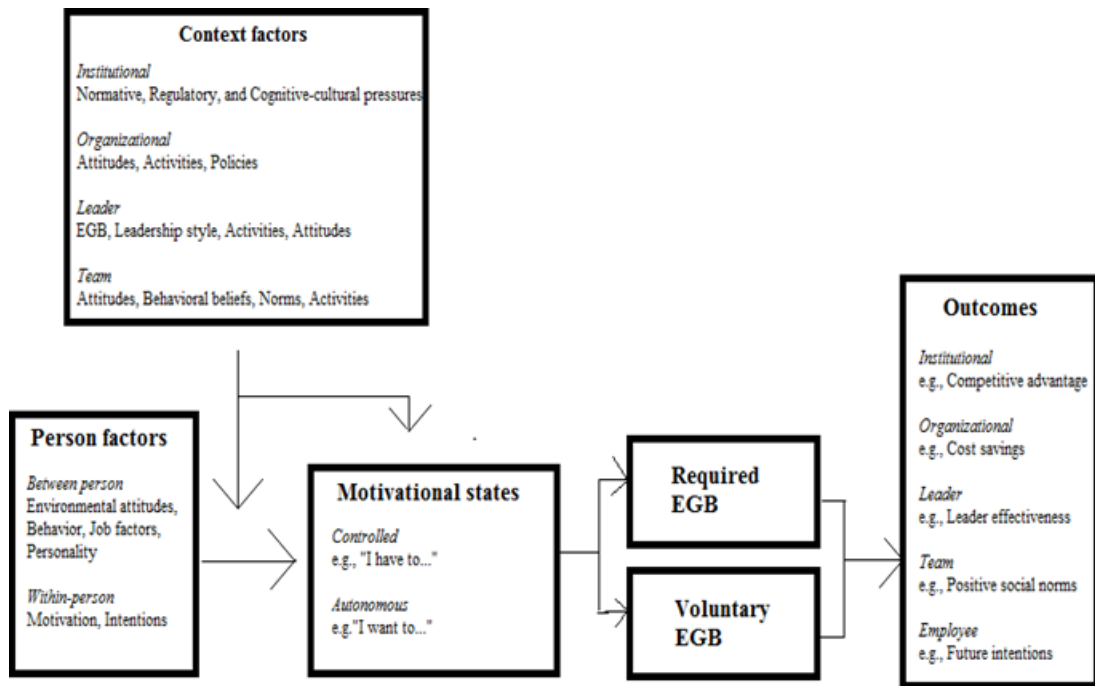 Context factors
Institutional
Normative, Regulatory, and Cognitive-cultural pressures
Organizational
Attitudes, Activities, Policies
Leader
EGB, Leadership style, Activities, Attitudes
Team
Attitudes, Behavioral beliefs, Norms, Activities
Person factors
Between person
Environmental attitudes,
Behavior, Job factors,
Personality
Within-person
Motivation, Intentions
Motivational states
Controlled
e.g., "I have to..."
Autonomous
e.g."I want to..."
Required
EGB
Voluntary
EGB
Outcomes
Institutional
e.g., Competitive advantage
Organizational
e.g., Cost savings
Leader
e.g., Leader effectiveness
Team
e.g., Positive social norms
Employee
e.g., Future intentions